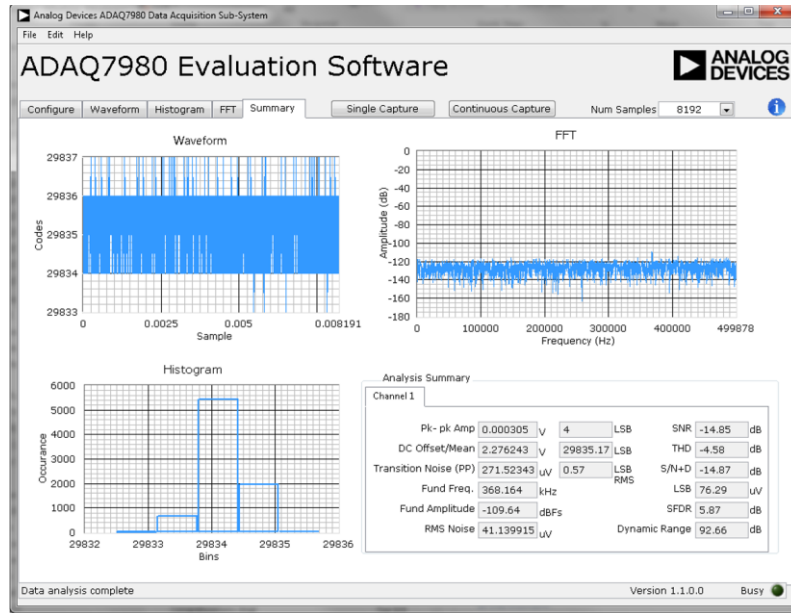 Analog Devices ADAQ7980 Data Acquisition Sub-System
File Edit Help
ADAQ7980 Evaluation Software
ANALOG
DEVICES
Configure Waveform Histogram FFT Summary Single Capture Continuous Capture Num Samples 8192 i
Waveform
29837
29836
29835
29834
29833
Codes
0 0.0025 0.005 0.008191
Sample
FFT
0
-20
-40
-60
-80
-100
-120
-140
-160
-180
Amplitude (dB)
0 100000 200000 300000 400000 499878
Frequency (Hz)
Histogram
6000
5000
4000
3000
2000
1000
0
Occurance
29832 29833 29834 29835 29836
Bins
Analysis Summary
Channel 1
Pk- pk Amp 0.000305 V 4 LSB SNR -14.85 dB
DC Offset/Mean 2.276243 V 29835.17 LSB THD -4.58 dB
Transition Noise (PP) 271.52343 uV 0.57 LSB RMS S/N+D -14.87 dB
Fund Freq. 368.164 kHz LSB 76.29 uV
Fund Amplitude -109.64 dBFs SFDR 5.87 dB
RMS Noise 41.139915 uV Dynamic Range 92.66 dB
Data analysis complete Version 1.1.0.0 Busy